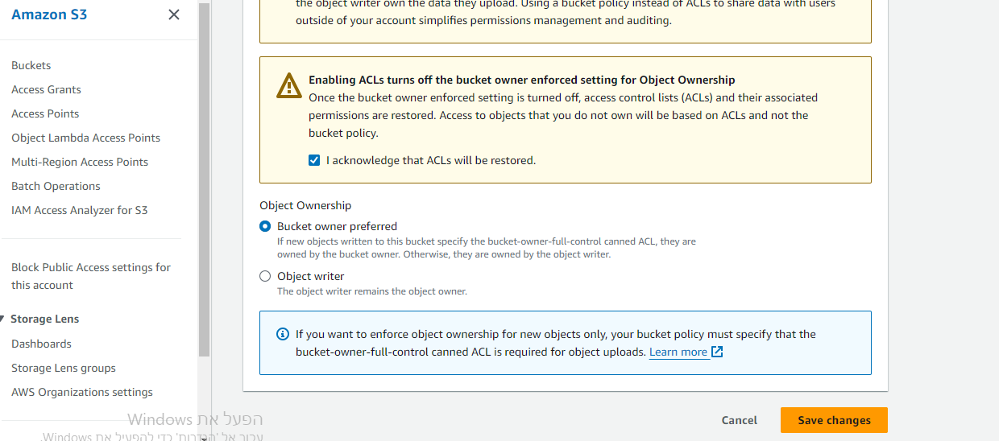 Amazon S3
Buckets
Access Grants
Access Points
Object Lambda Access Points
Multi-Region Access Points
Batch Operations
IAM Access Analyzer for S3
Block Public Access settings for
this account
Storage Lens
Dashboards
Storage Lens groups
AWS Organizations settings
the object writer own the data they upload. Using a bucket policy instead of ACLs to share data with users
outside of your account simplifies permissions management and auditing.
Enabling ACLs turns off the bucket owner enforced setting for Object Ownership
Once the bucket owner enforced setting is turned off, access control lists (ACLs) and their associated
permissions are restored. Access to objects that you do not own will be based on ACLs and not the
bucket policy.
I acknowledge that ACLs will be restored.
Object Ownership
Bucket owner preferred
If new objects written to this bucket specify the bucket-owner-full-control canned ACL, they are
owned by the bucket owner. Otherwise, they are owned by the object writer.
Object writer
The object writer remains the object owner.
If you want to enforce object ownership for new objects only, your bucket policy must specify that the
bucket-owner-full-control canned ACL is required for object uploads. Learn more
Cancel
Save changes
הפעל את Windows
עבור אל 'הגדרות' כדי להפעיל את Windows.